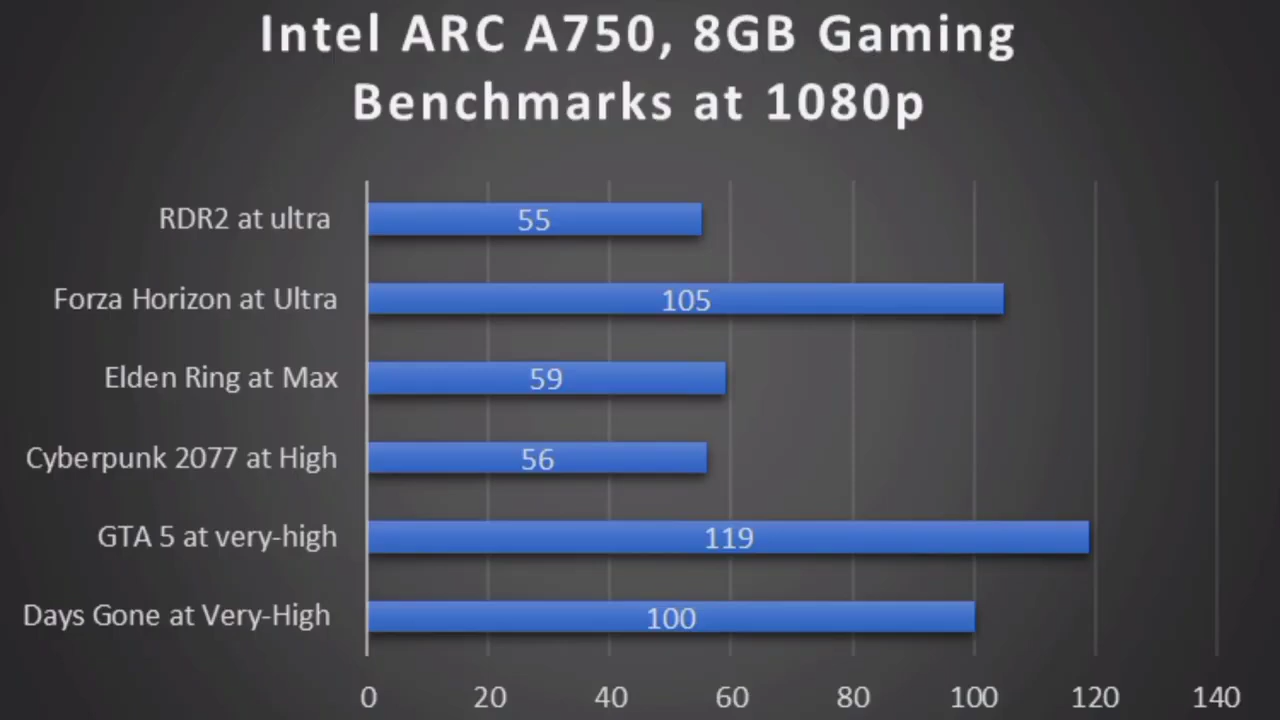 Intel ARC A750, 8GB Gaming
Benchmarks at 1080p
RDR2 at ultra 55
Forza Horizon at Ultra 105
Elden Ring at Max 59
Cyberpunk 2077 at High 56
GTA 5 at very-high 119
Days Gone at Very-High 100
0 20 40 60 80 100 120 140